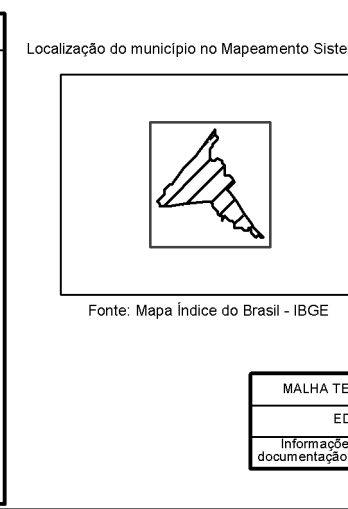 Localização do município no Mapeamento Siste
Fonte: Mapa Índice do Brasil - IBGE
MALHA TE
ED
Informaçõe
documentação